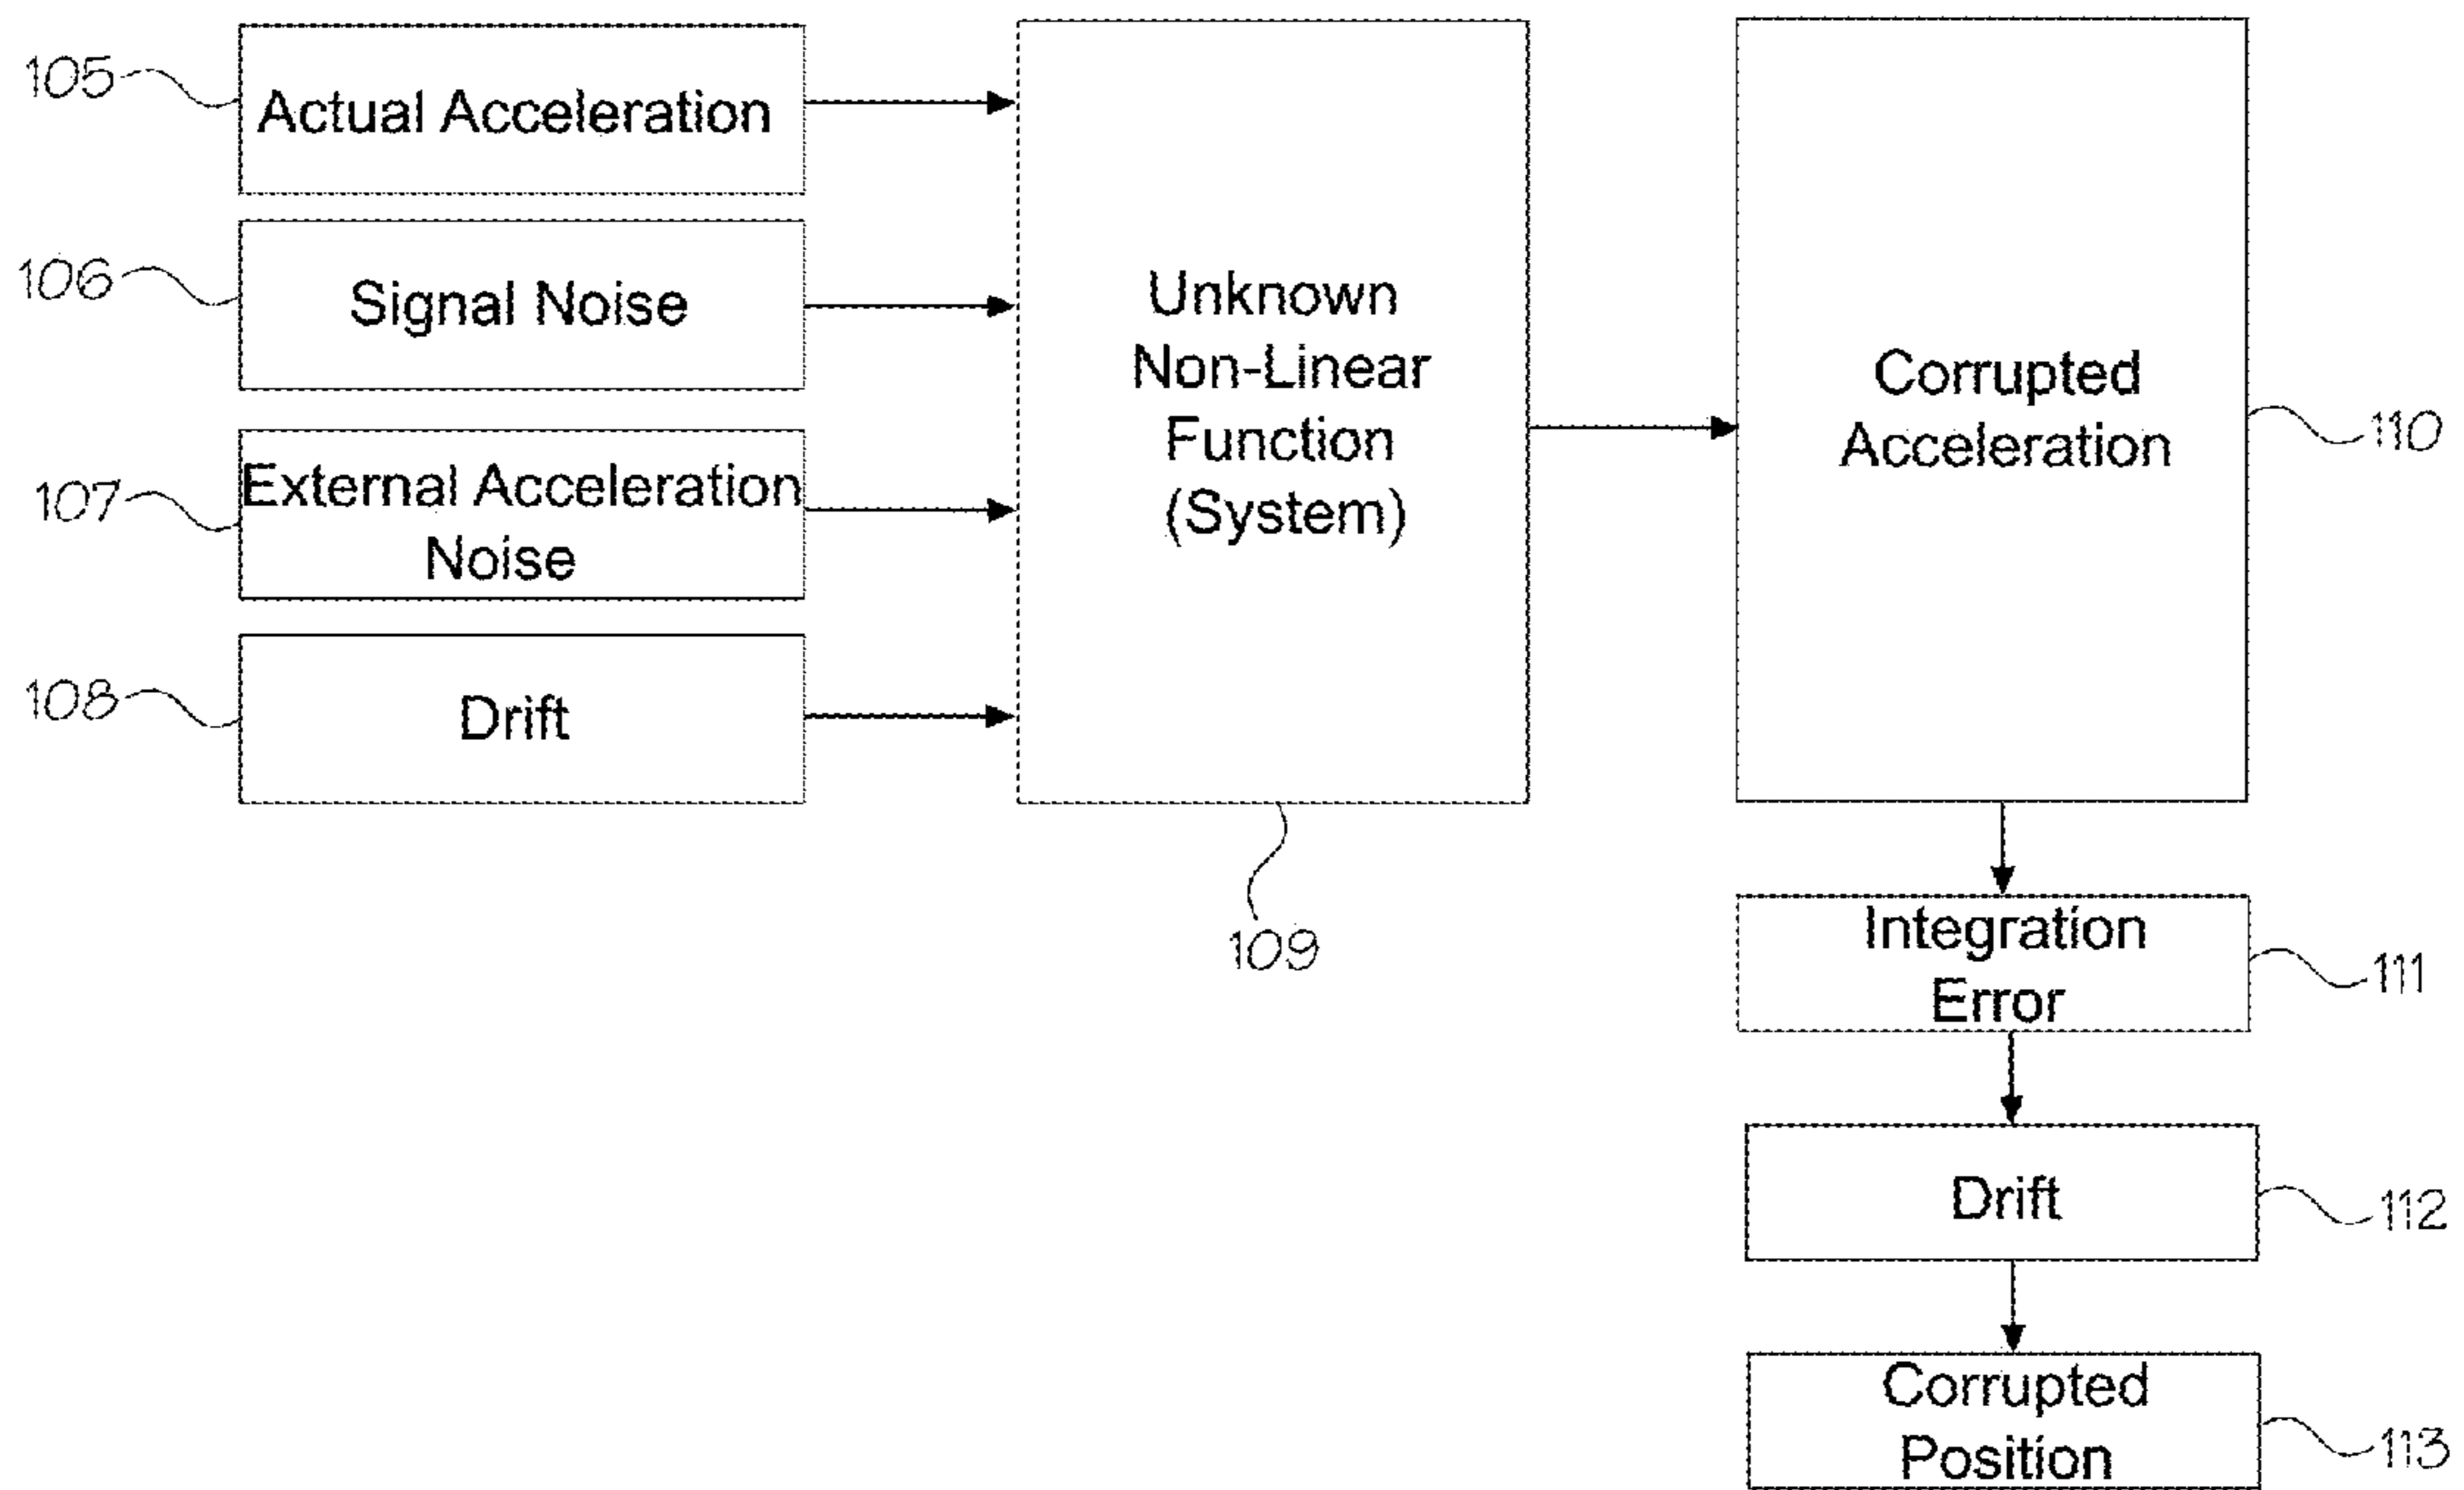 105
Actual Acceleration
106
Signal Noise
107
External Acceleration
Noise
108
Drift
Unknown
Non-Linear
Function
(System)
109
Corrupted
Acceleration
110
Integration
Error
111
Drift
112
Corrupted
Position
113